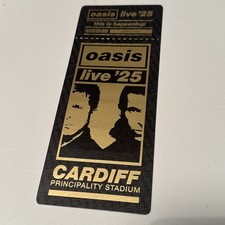 oasis live '25
this is happening!
oasis
live '25
CARDIFF
PRINCIPALITY STADIUM